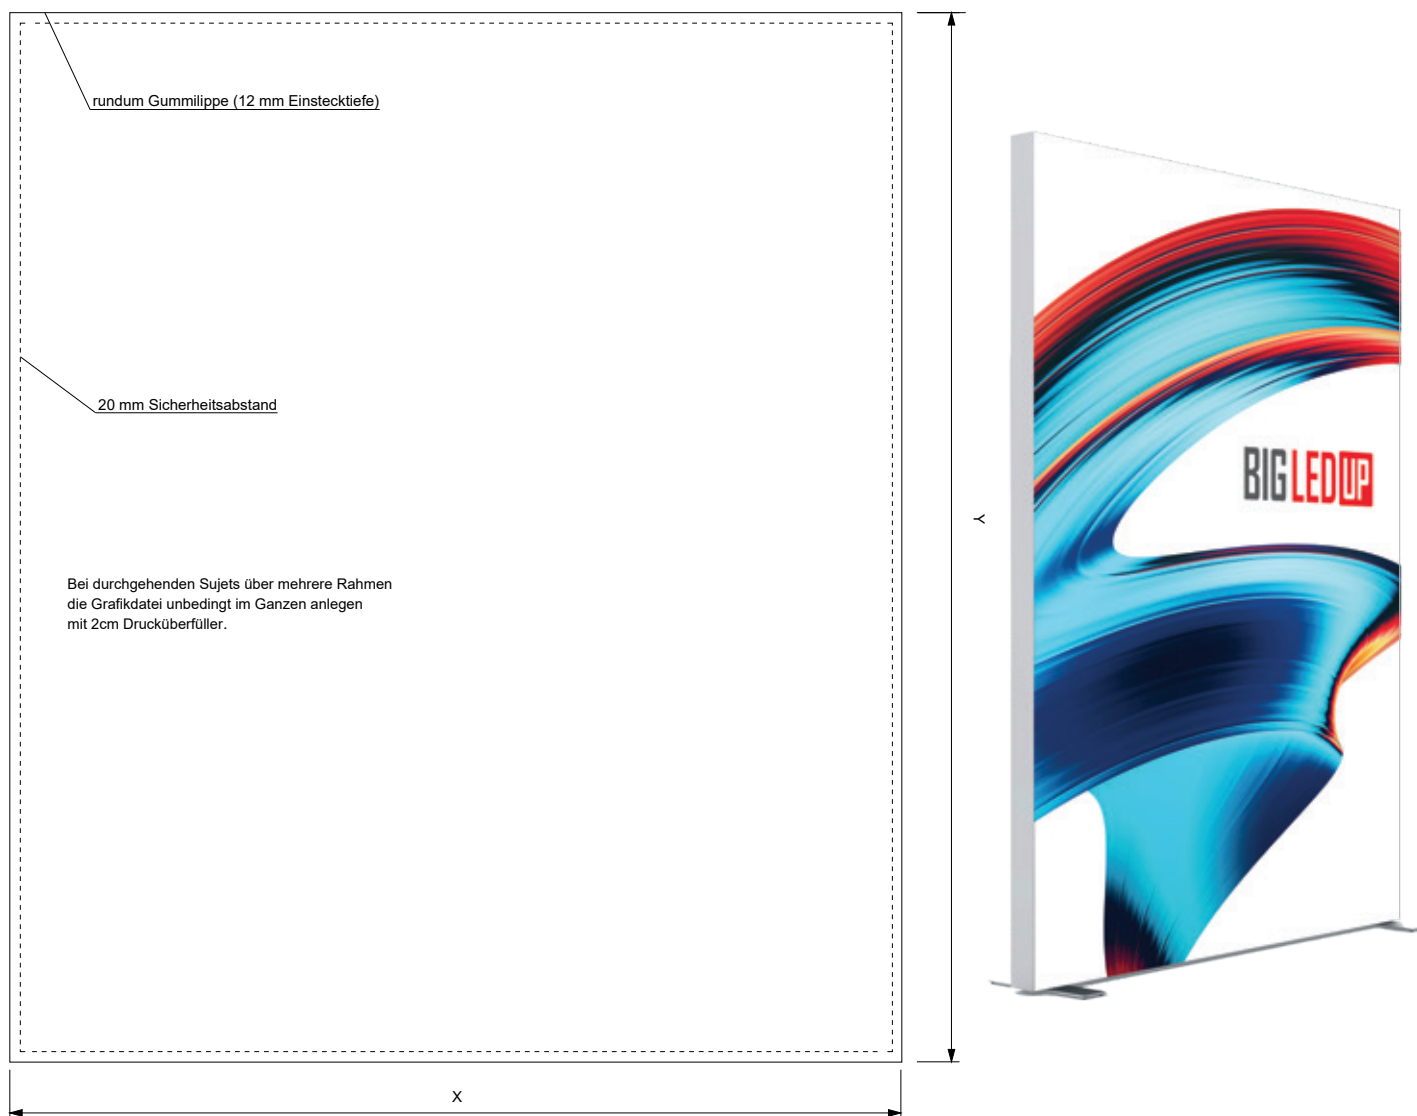 rundum Gummilippe (12 mm Einstecktiefe)
20 mm Sicherheitsabstand
Y
BIG LED UP
Bei durchgehenden Sujets über mehrere Rahmen
die Grafikdatei unbedingt im Ganzen anlegen
mit 2cm Drucküberfüller.
X